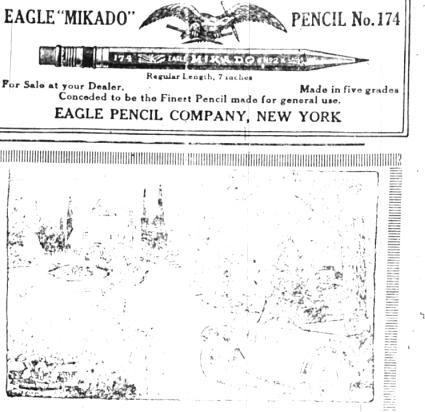 EAGLE "MIKADO" PENCIL No. 174
174 EAGLE MIKADO
Regular Length, 7 inches
For Sale at your Dealer. Made in five grades
Conceded to be the Finest Pencil made for general use.
EAGLE PENCIL COMPANY, NEW YORK